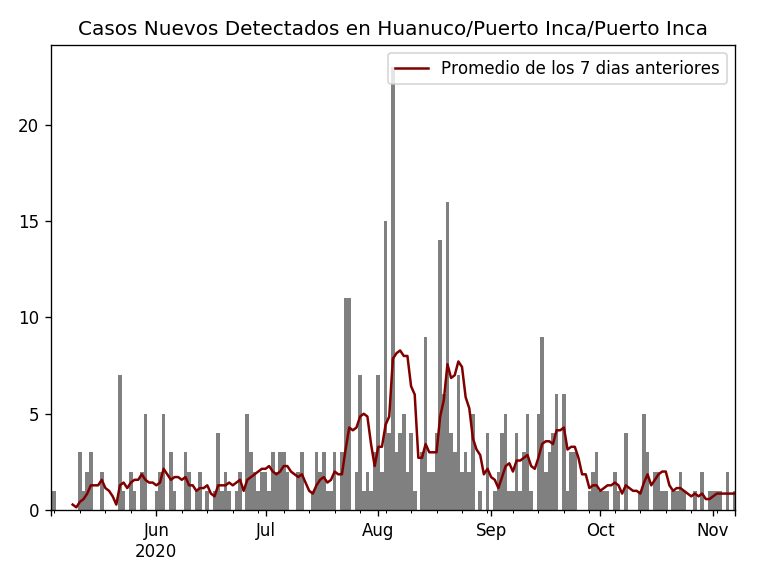 Casos Nuevos Detectados en Huanuco/Puerto Inca/Puerto Inca
Promedio de los 7 dias anteriores
20
15
10
5
0
Jun Jul Aug Sep Oct Nov
2020